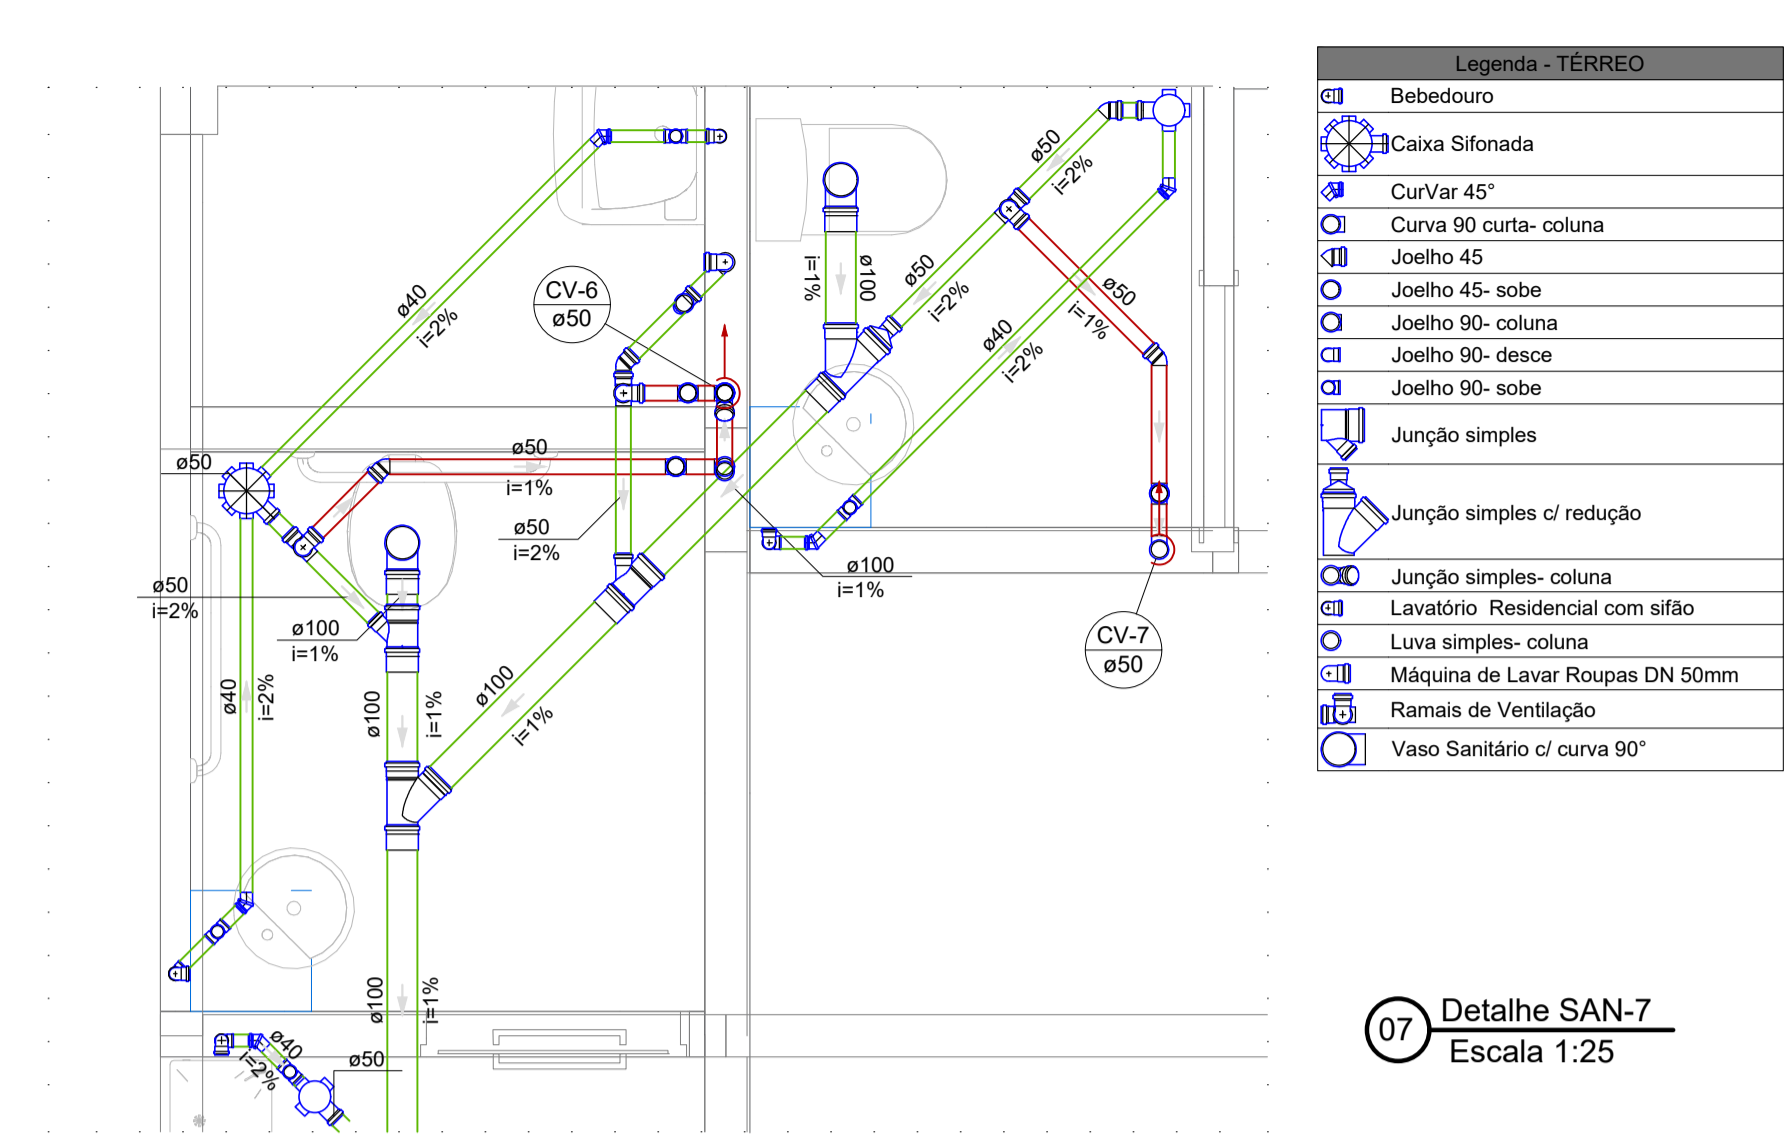 Legenda - TÉRREO
Bebedouro
Caixa Sifonada
CurVar 45°
Curva 90 curta- coluna
Joelho 45
Joelho 45- sobe
Joelho 90- coluna
Joelho 90- desce
Joelho 90- sobe
Junção simples
Junção simples c/ redução
Junção simples- coluna
Lavatório  Residencial com sifão
Luva simples- coluna
Máquina de Lavar Roupas DN 50mm
Ramais de Ventilação
Vaso Sanitário c/ curva 90°
ø50
i=2%
i=1%
ø100
ø50
i=2%
ø50
i=1%
ø40
i=2%
CV-6
ø50
ø40
i=2%
ø50
i=1%
ø50
ø50
i=2%
ø100
i=1%
ø50
i=2%
ø100
i=1%
CV-7
ø50
ø40
i=2%
ø100
i=1%
ø100
i=1%
ø100
i=1%
ø40
i=2%
ø50
07
Detalhe SAN-7
Escala 1:25